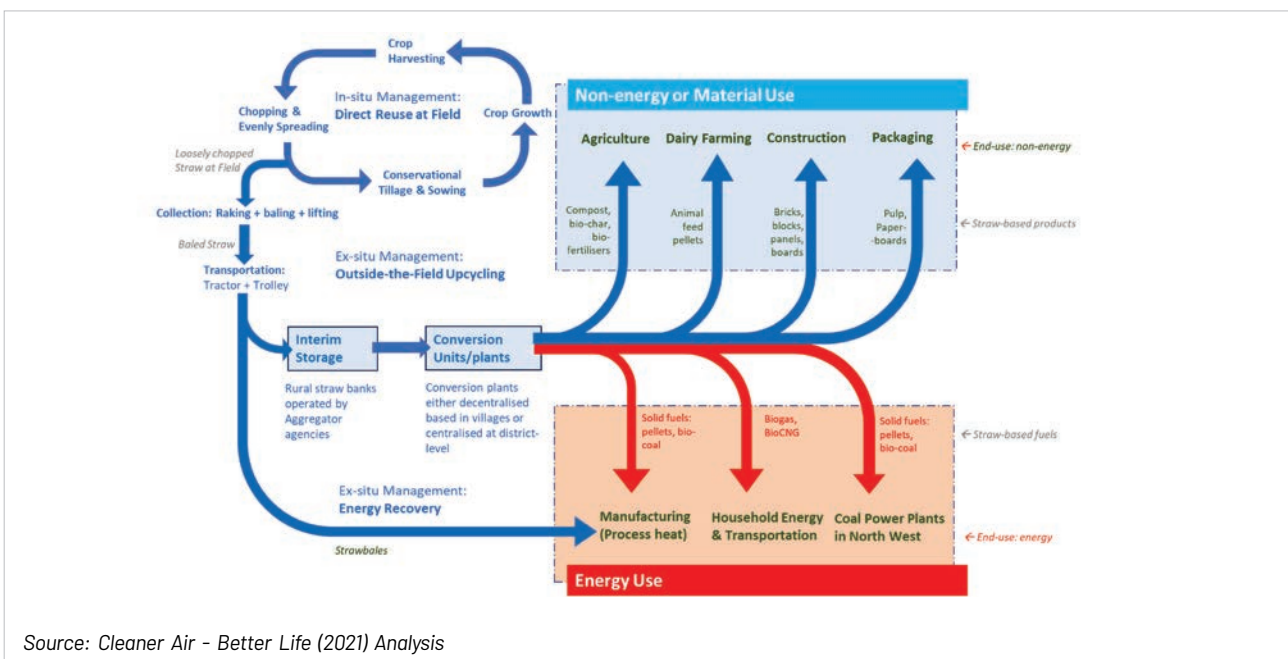 Crop
Harvesting
In-situ Management:
Direct Reuse at Field
Chopping &
Evenly Spreading
Crop Growth
Loosely chopped
Straw at Field
Conservational
Tillage & Sowing
Collection: Raking + baling + lifting
Baled Straw
Transportation:
Tractor + Trolley
Ex-situ Management:
Outside-the-Field Upcycling
Interim
Storage
Conversion
Units/plants
Rural straw banks
operated by
Aggregator
agencies
Conversion plants
either decentralised
based in villages or
centralised at district-
level
Ex-situ Management:
Energy Recovery
Strawbales
Non-energy or Material Use
Agriculture
Dairy Farming
Construction
Packaging
← End-use: non-energy
Compost,
bio-char,
bio-
fertilisers
Animal
feed
pellets
Bricks,
blocks,
panels,
boards
Pulp,
Paper-
boards
← Straw-based products
Solid fuels:
pellets, bio-
coal
Biogas,
BioCNG
Solid fuels:
pellets,
bio-coal
← Straw-based fuels
Manufacturing
(Process heat)
Household Energy
& Transportation
Coal Power Plants
in North West
← End-use: energy
Energy Use
Source: Cleaner Air - Better Life (2021) Analysis